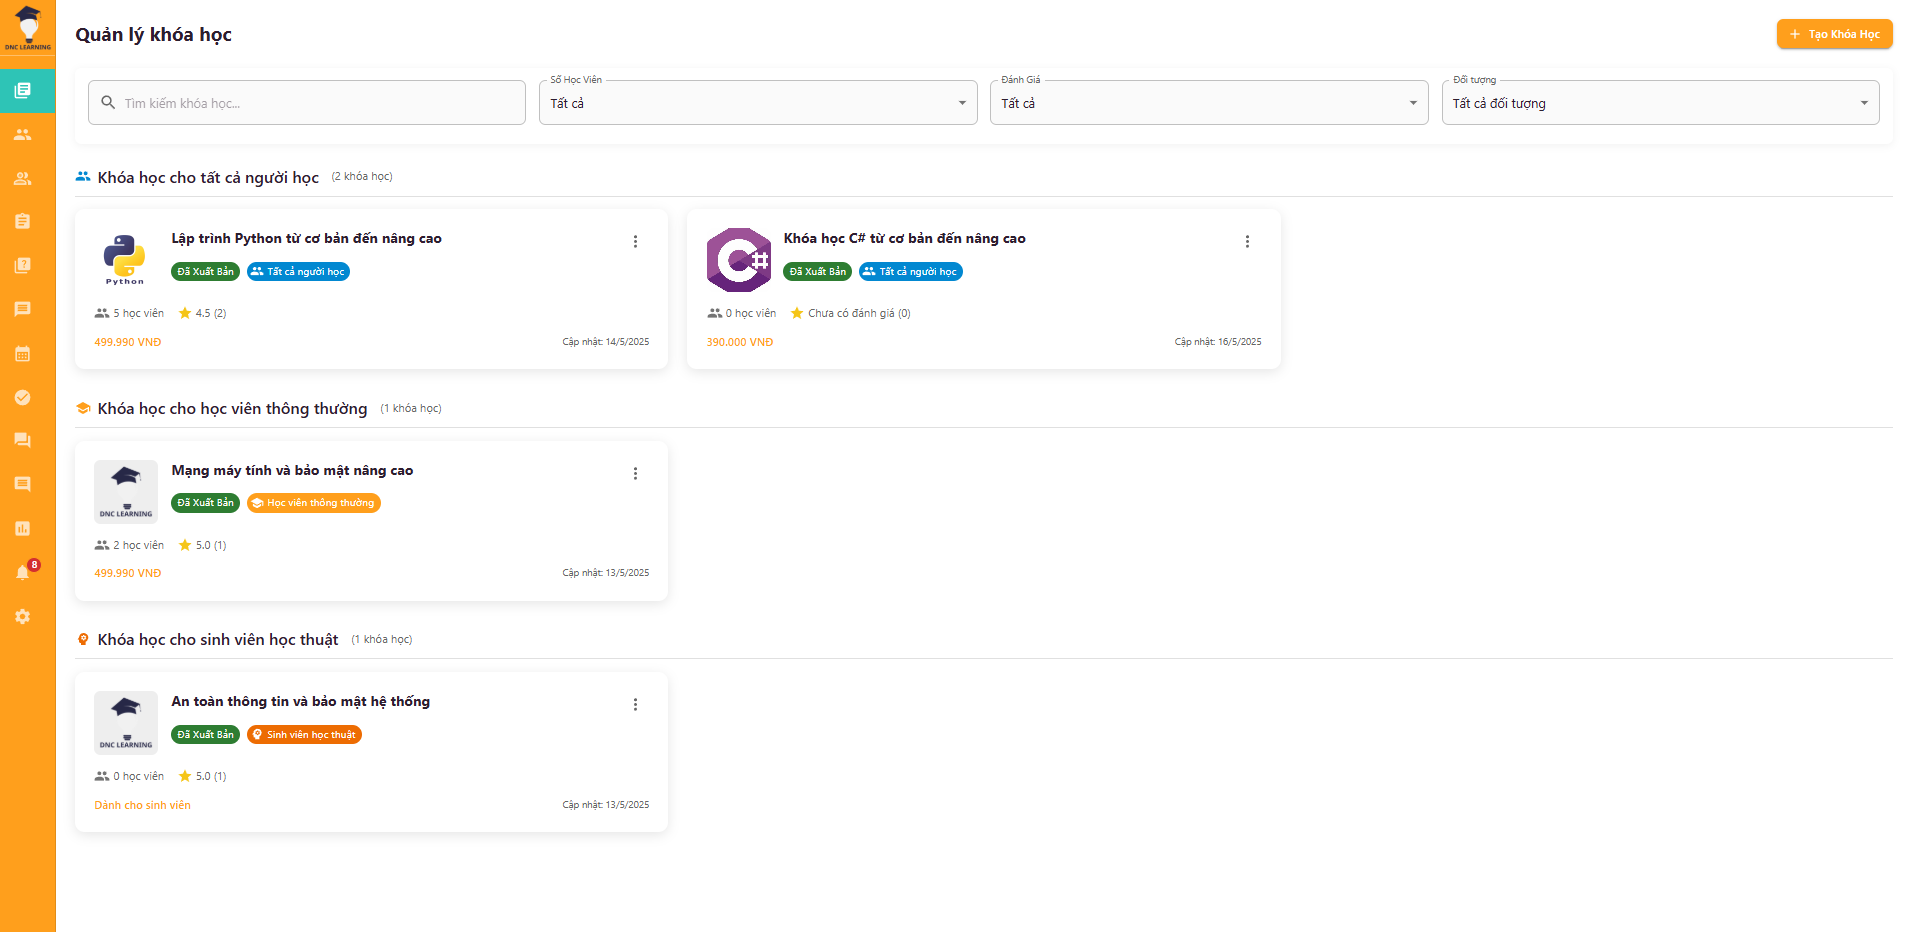 DNC LEARNING
Quản lý khóa học
Tạo Khóa Học
Tìm kiếm khóa học...
Số Học Viên
Tất cả
Đánh Giá
Tất cả
Đối tượng
Tất cả đối tượng
Khóa học cho tất cả người học (2 khóa học)
Lập trình Python từ cơ bản đến nâng cao
Python
Đã Xuất Bản
Tất cả người học
5 học viên
4.5 (2)
499.990 VNĐ
Cập nhật: 14/5/2025
Khóa học C# từ cơ bản đến nâng cao
C#
Đã Xuất Bản
Tất cả người học
0 học viên
Chưa có đánh giá (0)
390.000 VNĐ
Cập nhật: 16/5/2025
Khóa học cho học viên thông thường (1 khóa học)
Mạng máy tính và bảo mật nâng cao
DNC LEARNING
Đã Xuất Bản
Học viên thông thường
2 học viên
5.0 (1)
499.990 VNĐ
Cập nhật: 13/5/2025
8
Khóa học cho sinh viên học thuật (1 khóa học)
An toàn thông tin và bảo mật hệ thống
DNC LEARNING
Đã Xuất Bản
Sinh viên học thuật
0 học viên
5.0 (1)
Dành cho sinh viên
Cập nhật: 13/5/2025